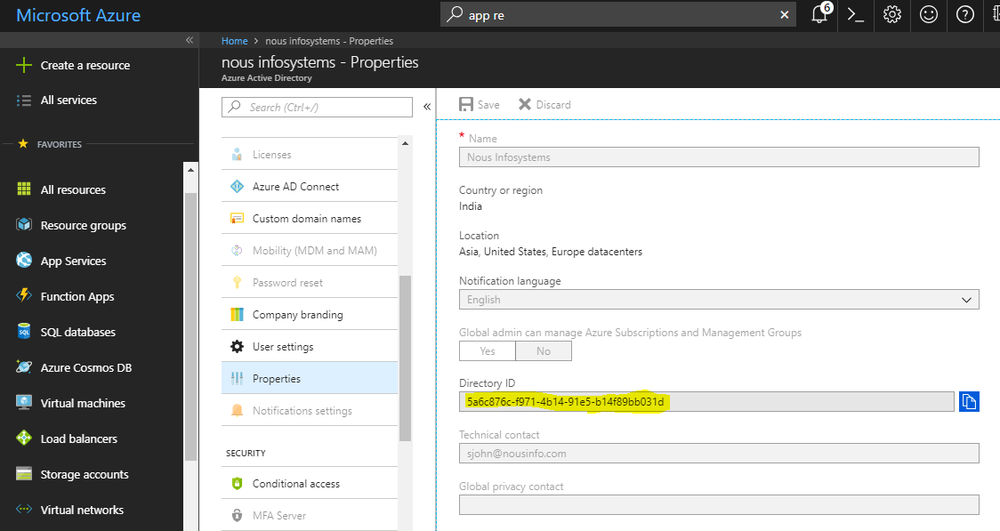 Microsoft Azure
app re
6
Home > nous infosystems - Properties
nous infosystems - Properties
Azure Active Directory
Create a resource
All services
FAVORITES
All resources
Resource groups
App Services
Function Apps
SQL databases
Azure Cosmos DB
Virtual machines
Load balancers
Storage accounts
Virtual networks
Search (Ctrl+/)
Licenses
Azure AD Connect
Custom domain names
Mobility (MDM and MAM)
Password reset
Company branding
User settings
Properties
Notifications settings
SECURITY
Conditional access
MFA Server
Save Discard
* Name
Nous Infosystems
Country or region
India
Location
Asia, United States, Europe datacenters
Notification language
English
Global admin can manage Azure Subscriptions and Management Groups
Yes No
Directory ID
5a6c876c-f971-4b14-91e5-b14f89bb031d
Technical contact
sjohn@nousinfo.com
Global privacy contact